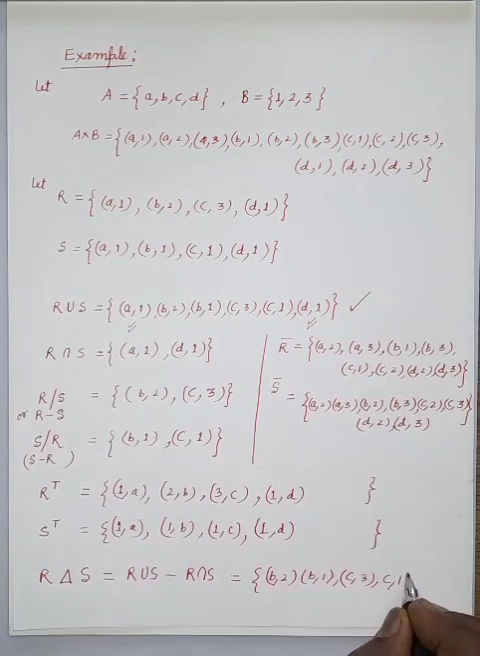 Example:
Let
A = {a, b, c, d} , B = {1, 2, 3}
A×B = {(a,1), (a,2), (a,3), (b,1), (b,2), (b,3) (c,1), (c,2), (c,3),
(d,1), (d,2), (d,3)}
Let
R = {(a,1), (b,2), (c,3), (d,1)}
S = {(a,1), (b,1), (c,1), (d,1)}
R∪S = {(a,1), (b,2), (b,1), (c,3), (c,1), (d,1)} ✓
R∩S = {(a,1), (d,1)}
R/S = {(b,2), (c,3)}
or R-S
S/R = {(b,1), (c,1)}
(S-R)
R̅ = {(a,2), (a,3), (b,1), (b,3),
(c,1), (c,2) (d,2) (d,3)}
S̅ = {(a,2) (a,3), (b,2), (b,3), (c,2), (c,3)
(d,2), (d,3)}
Rᵀ = {(1,a), (2,b), (3,c), (1,d) }
Sᵀ = {(1,a), (1,b), (1,c), (1,d) }
R Δ S = R∪S - R∩S = {(b,2) (b,1), (c,3), c,1